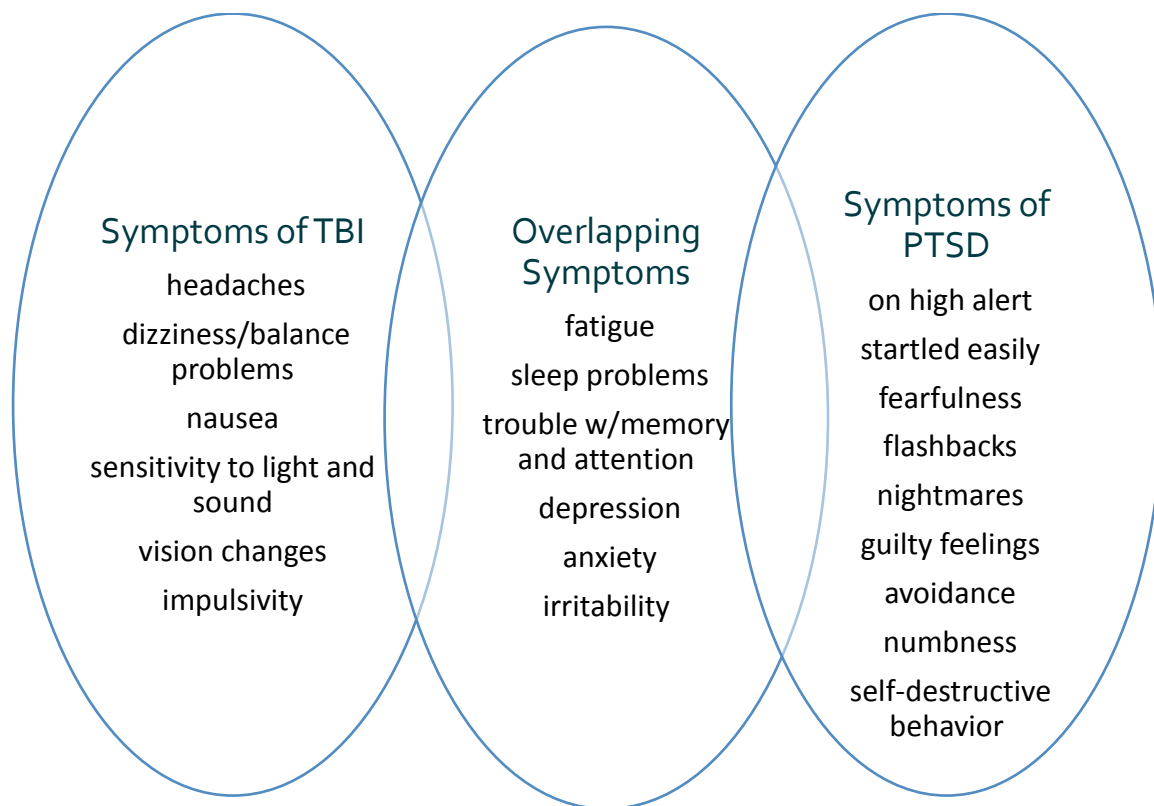 Symptoms of TBI
headaches
dizziness/balance
problems
nausea
sensitivity to light and
sound
vision changes
impulsivity
Overlapping
Symptoms
fatigue
sleep problems
trouble w/memory
and attention
depression
anxiety
irritability
Symptoms of
PTSD
on high alert
startled easily
fearfulness
flashbacks
nightmares
guilty feelings
avoidance
numbness
self-destructive
behavior